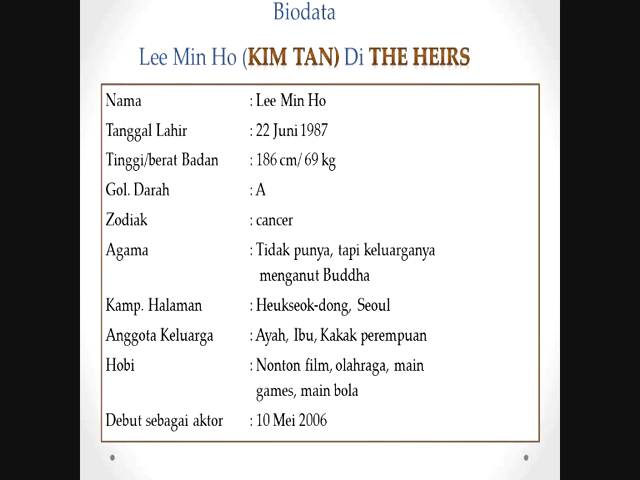 Biodata
Lee Min Ho (KIM TAN) Di THE HEIRS
Nama : Lee Min Ho
Tanggal Lahir : 22 Juni 1987
Tinggi/berat Badan : 186 cm/ 69 kg
Gol. Darah : A
Zodiak : cancer
Agama : Tidak punya, tapi keluarganya
menganut Buddha
Kamp. Halaman : Heukseok-dong, Seoul
Anggota Keluarga : Ayah, Ibu, Kakak perempuan
Hobi : Nonton film, olahraga, main
games, main bola
Debut sebagai aktor : 10 Mei 2006